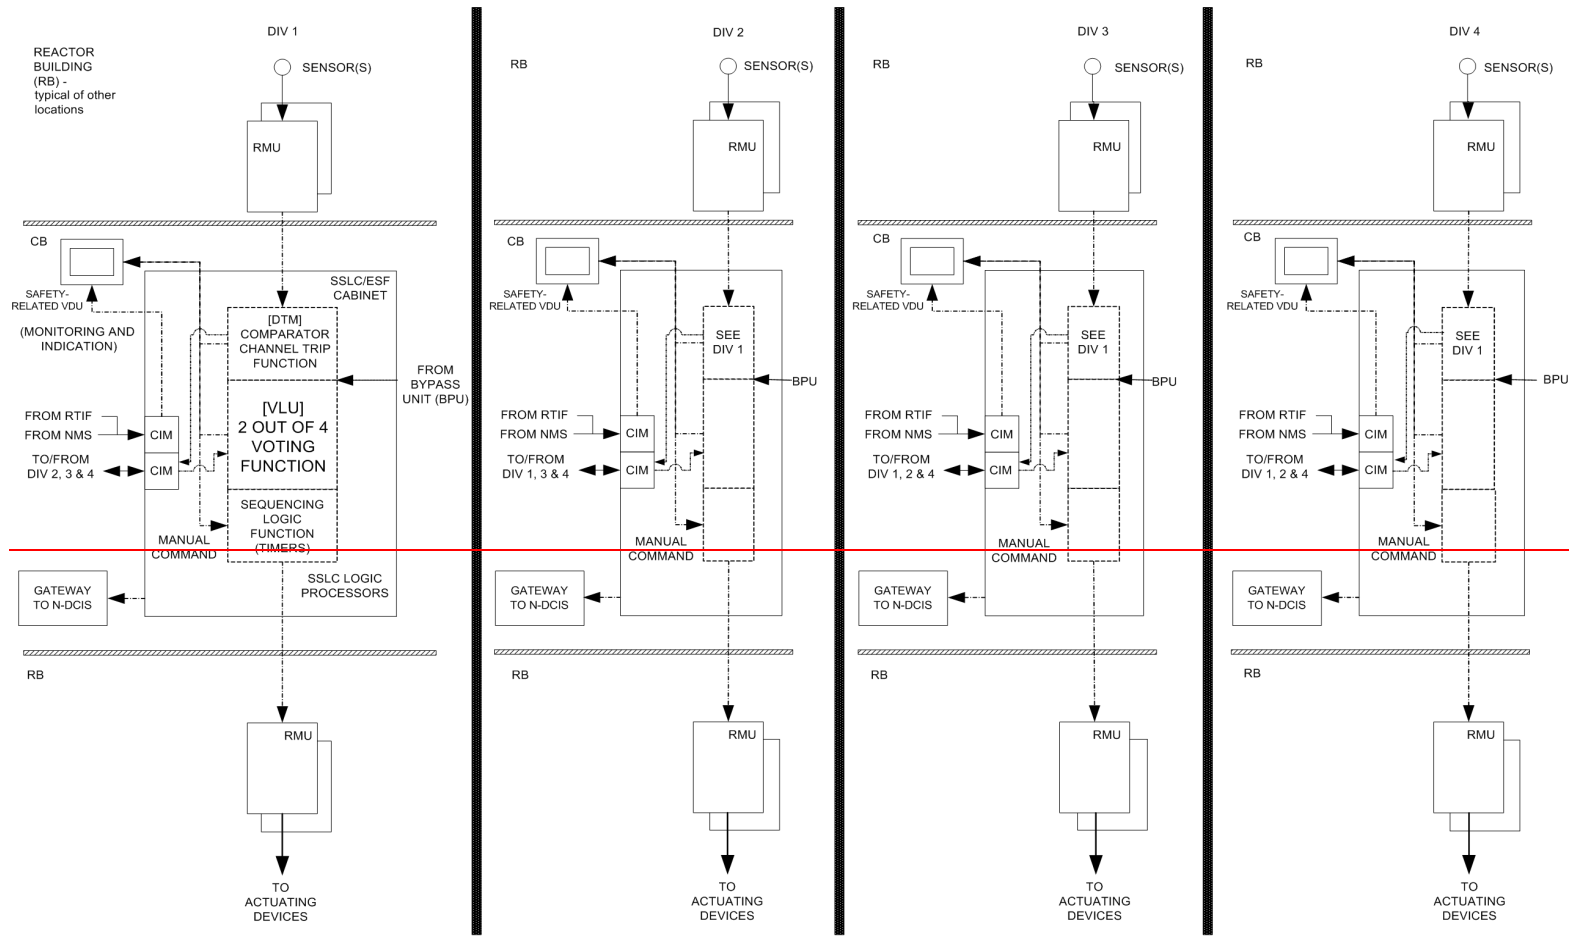 DIV 1
REACTOR
BUILDING
(RB) -
typical of other
locations
SENSOR(S)
RMU
CB
SAFETY-
RELATED VDU
(MONITORING AND
INDICATION)
SSLC/ESF
CABINET
[DTM]
COMPARATOR
CHANNEL TRIP
FUNCTION
FROM
BYPASS
UNIT (BPU)
[VLU]
2 OUT OF 4
VOTING
FUNCTION
FROM RTIF
FROM NMS
CIM
TO/FROM
DIV 2, 3 & 4
CIM
SEQUENCING
LOGIC
FUNCTION
(TIMERS)
MANUAL
COMMAND
SSLC LOGIC
PROCESSORS
GATEWAY
TO N-DCIS
RB
RMU
TO
ACTUATING
DEVICES
DIV 2
RB
SENSOR(S)
RMU
CB
SAFETY-
RELATED VDU
SEE
DIV 1
BPU
FROM RTIF
FROM NMS
CIM
TO/FROM
DIV 1, 3 & 4
CIM
MANUAL
COMMAND
GATEWAY
TO N-DCIS
RB
RMU
TO
ACTUATING
DEVICES
DIV 3
RB
SENSOR(S)
RMU
CB
SAFETY-
RELATED VDU
SEE
DIV 1
BPU
FROM RTIF
FROM NMS
CIM
TO/FROM
DIV 1, 2 & 4
CIM
MANUAL
COMMAND
GATEWAY
TO N-DCIS
RB
RMU
TO
ACTUATING
DEVICES
DIV 4
RB
SENSOR(S)
RMU
CB
SAFETY-
RELATED VDU
SEE
DIV 1
BPU
FROM RTIF
FROM NMS
CIM
TO/FROM
DIV 1, 2 & 4
CIM
MANUAL
COMMAND
GATEWAY
TO N-DCIS
RB
RMU
TO
ACTUATING
DEVICES